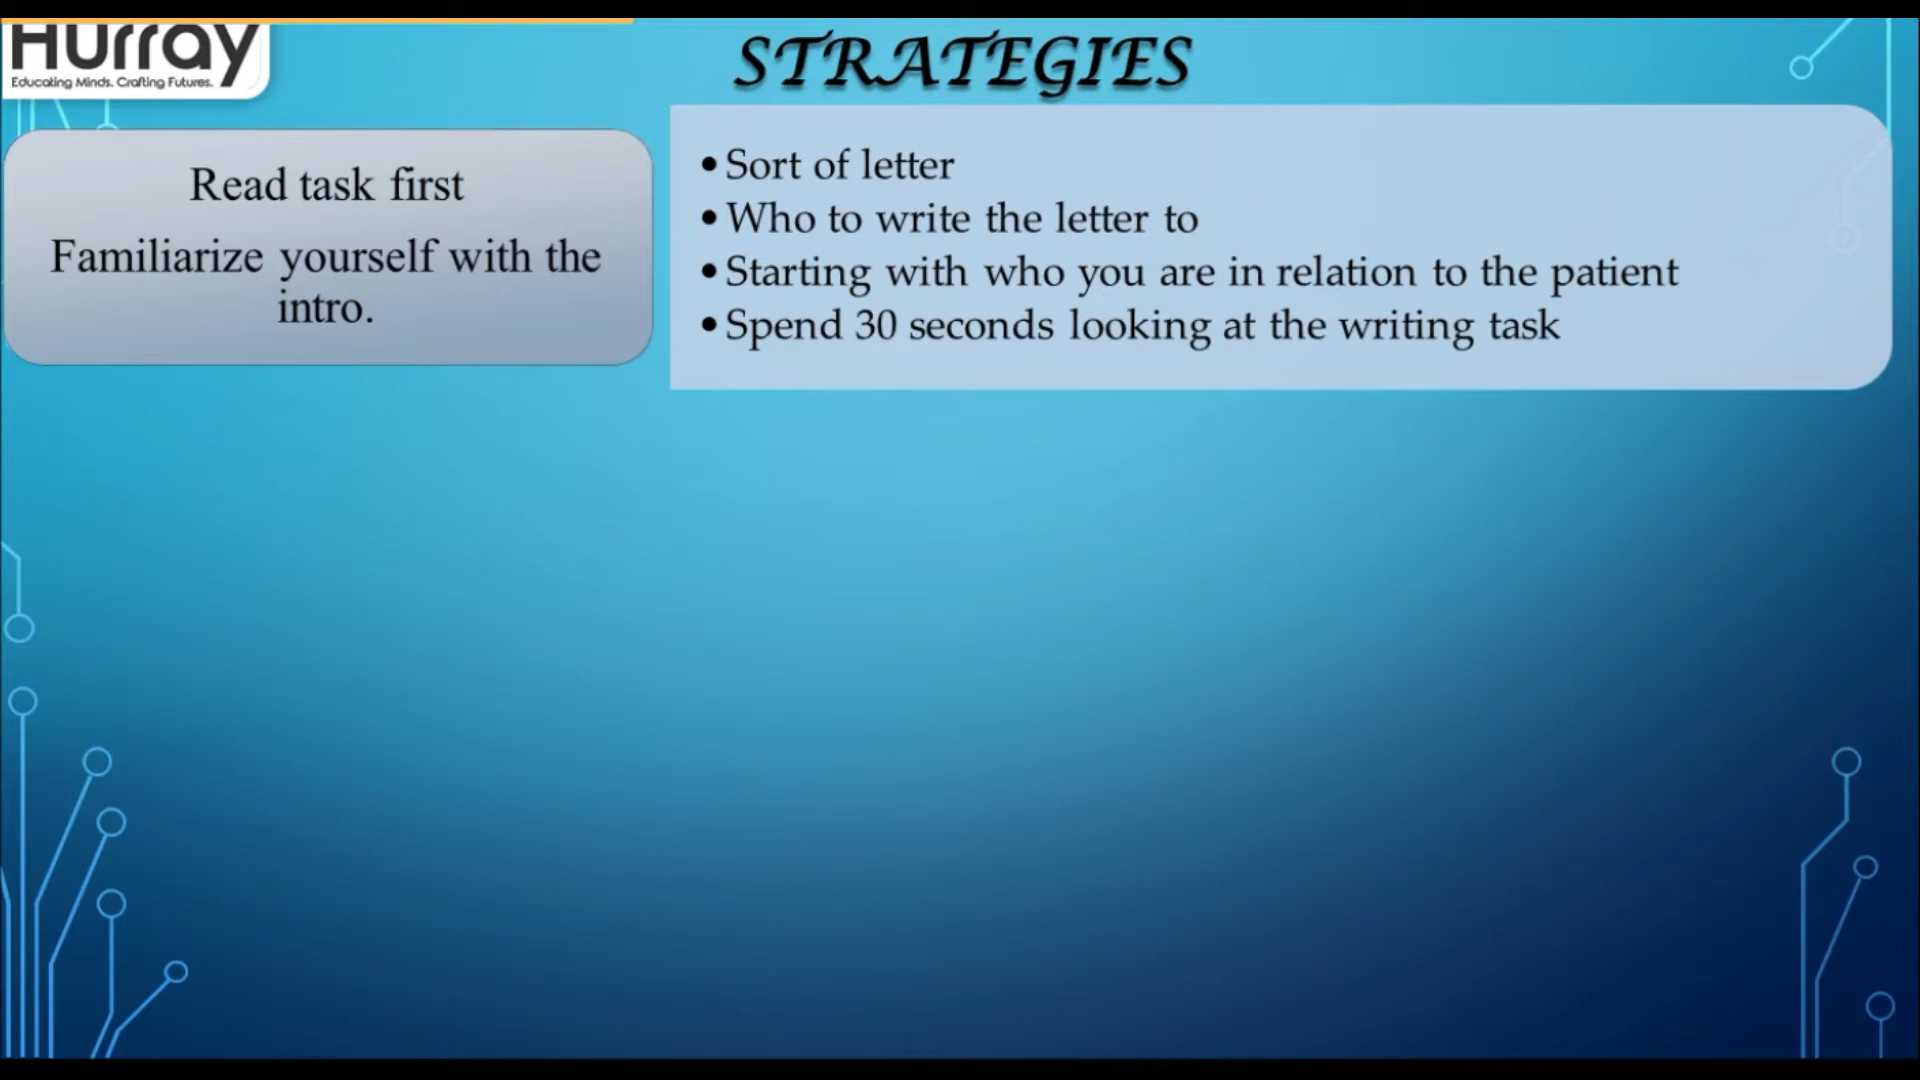 Hurray
Educating Minds. Crafting Futures.
STRATEGIES
Read task first
Familiarize yourself with the
intro.
•Sort of letter
•Who to write the letter to
•Starting with who you are in relation to the patient
•Spend 30 seconds looking at the writing task